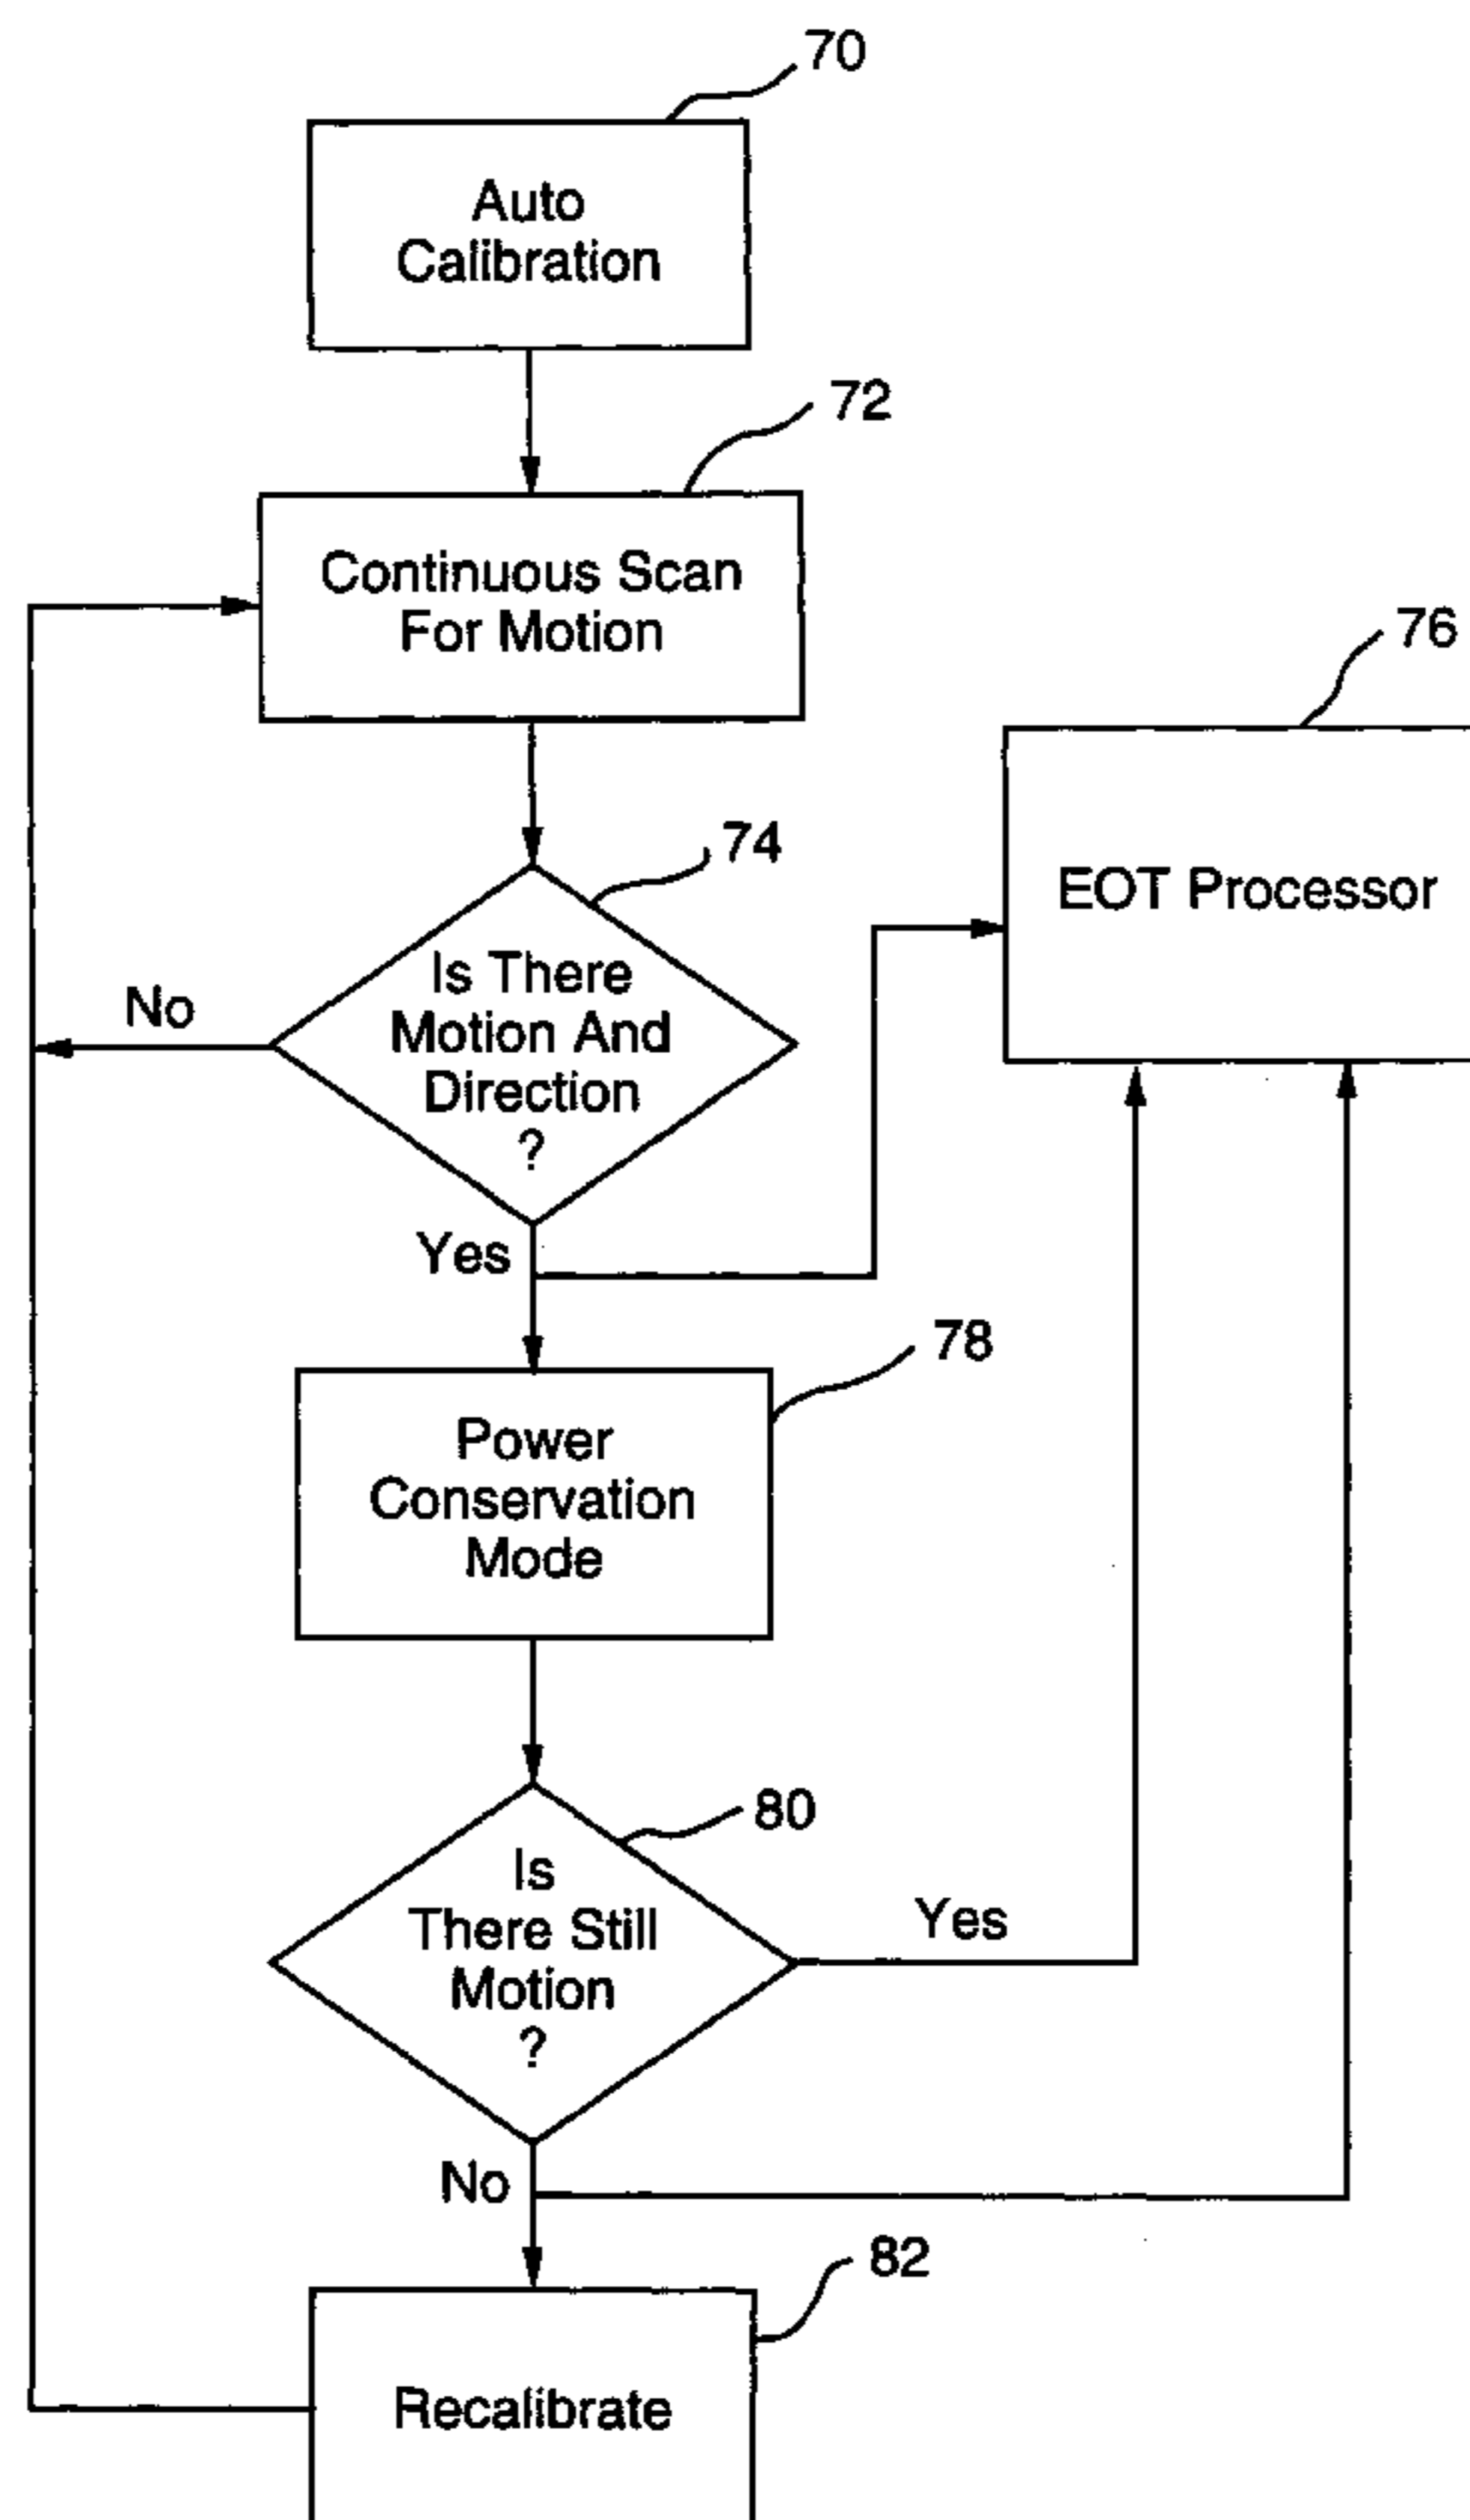 70
Auto
Calibration
72
Continuous Scan
For Motion
76
EOT Processor
74
Is There
Motion And
Direction
?
No
Yes
78
Power
Conservation
Mode
80
Is
There Still
Motion
?
Yes
No
82
Recalibrate